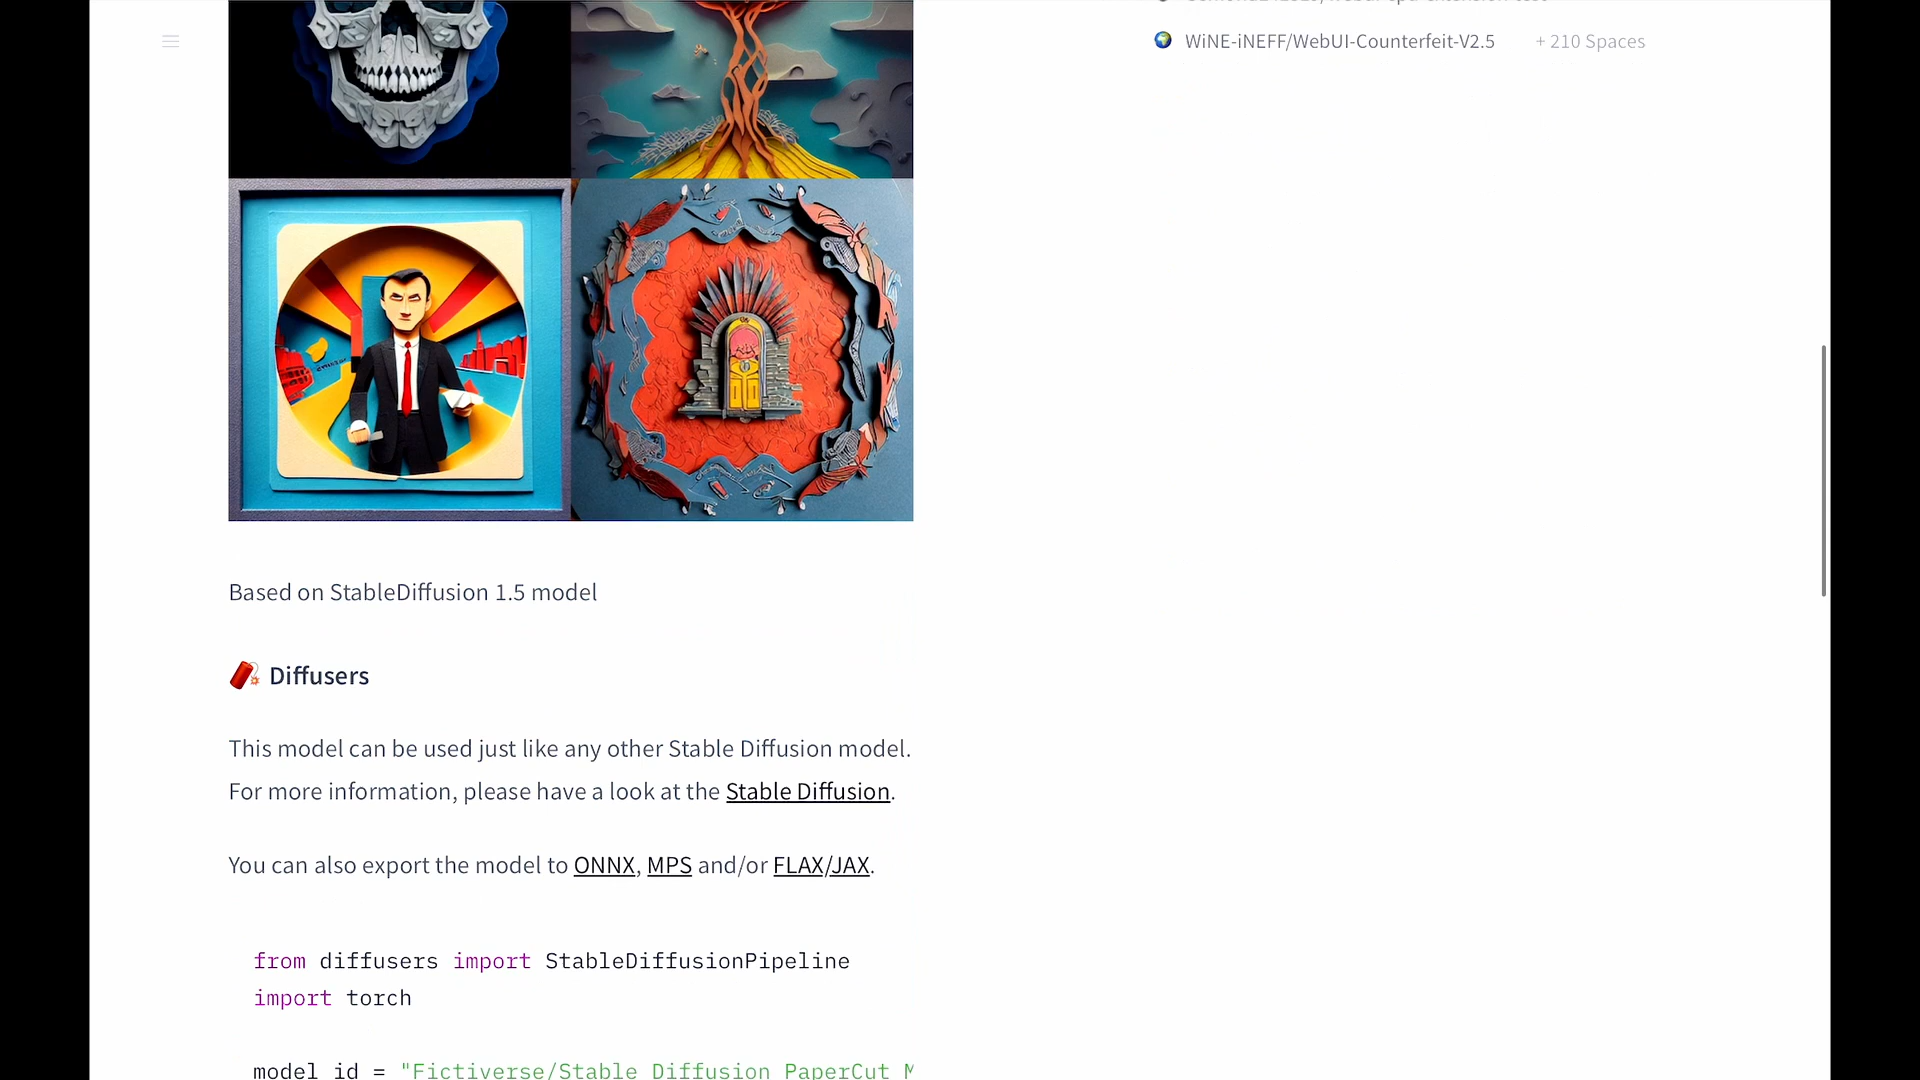 WiNE-iNEFF/WebUI-Counterfeit-V2.5 + 210 Spaces
Based on StableDiffusion 1.5 model
🧨 Diffusers
This model can be used just like any other Stable Diffusion model.
For more information, please have a look at the Stable Diffusion.
You can also export the model to ONNX, MPS and/or FLAX/JAX.
from diffusers import StableDiffusionPipeline
import torch
model_id = "Fictiverse/Stable_Diffusion_PaperCut_M